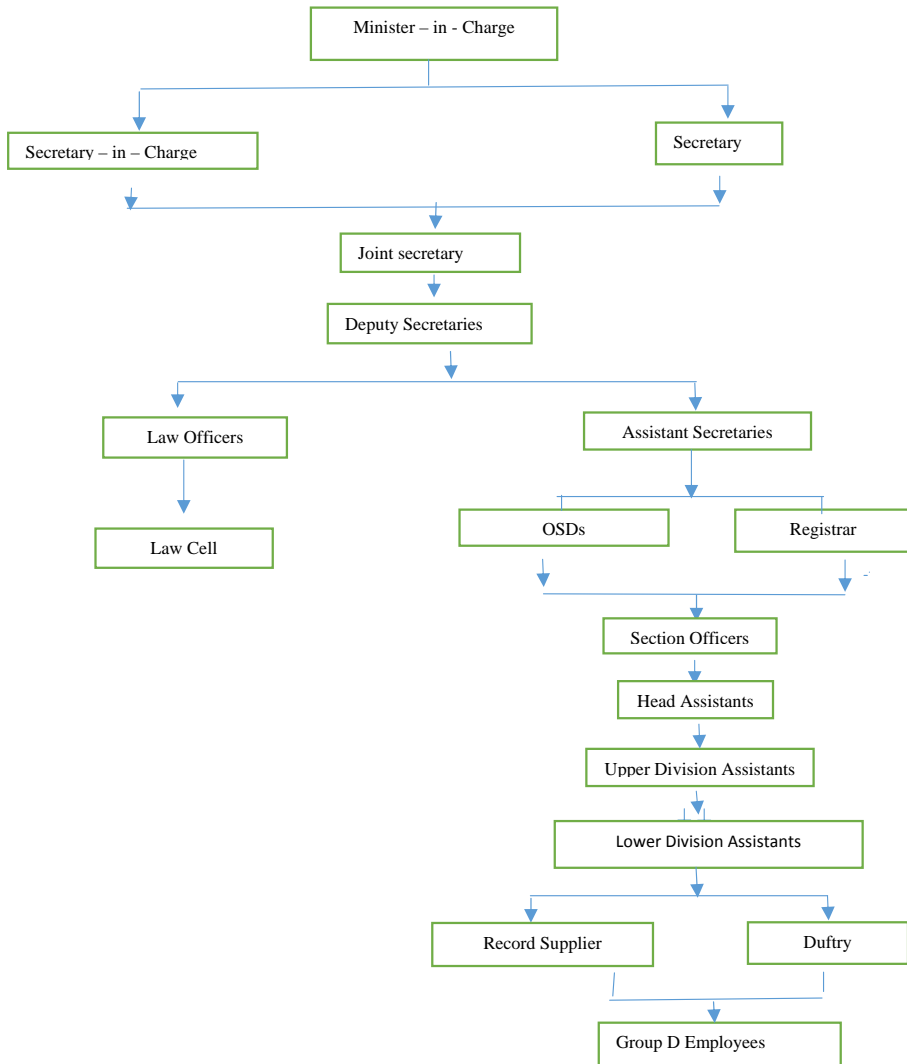 Minister – in - Charge
Secretary – in – Charge
Secretary
Joint secretary
Deputy Secretaries
Law Officers
Assistant Secretaries
OSDs
Registrar
Law Cell
Section Officers
Head Assistants
Upper Division Assistants
Lower Division Assistants
Record Supplier
Duftry
Group D Employees